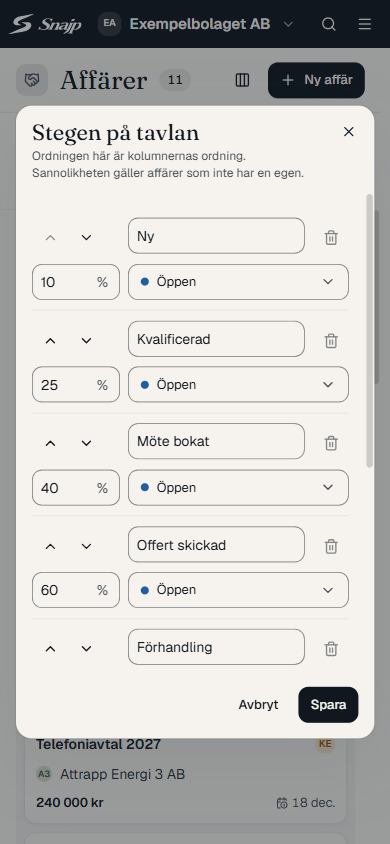 Snajp
EA
Exempelbolaget AB
Affärer
11
Ny affär
Stegen på tavlan
Ordningen här är kolumnernas ordning.
Sannolikheten gäller affärer som inte har en egen.
Ny
10 %
Öppen
Kvalificerad
25 %
Öppen
Möte bokat
40 %
Öppen
Offert skickad
60 %
Öppen
Förhandling
Avbryt
Spara
Telefoniavtal 2027
KE
A3
Attrapp Energi 3 AB
240 000 kr
18 dec.